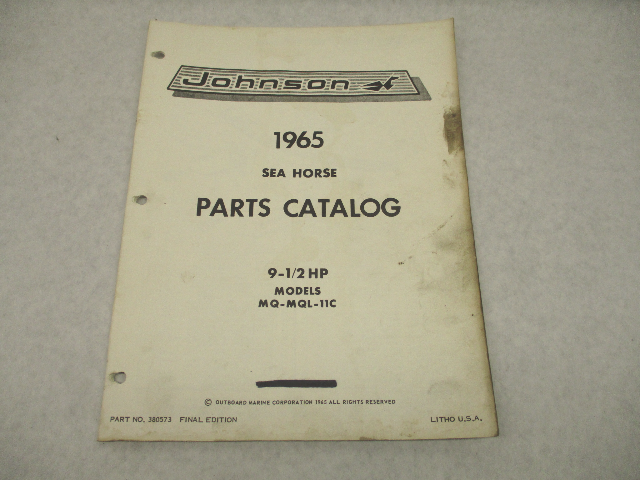 Johnson
1965
SEA HORSE
PARTS CATALOG
9-1/2 HP
MODELS
MQ-MQL-11C
© OUTBOARD MARINE CORPORATION 1965 ALL RIGHTS RESERVED
PART NO. 380573 FINAL EDITION
LITHO U.S.A.